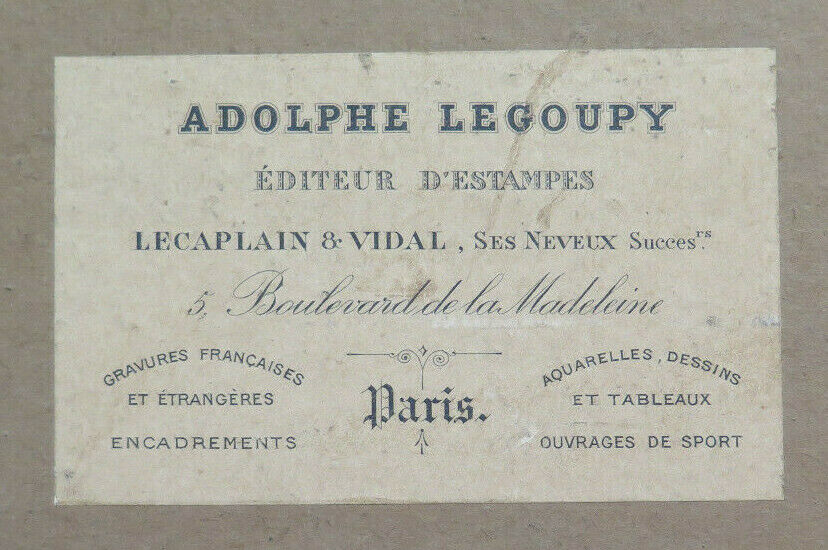 ADOLPHE LEGOUPY
ÉDITEUR D'ESTAMPES
LECAPLAIN & VIDAL, SES NEVEUX SUCCES.rs
5, Boulevard de la Madeleine
GRAVURES FRANÇAISES
ET ÉTRANGÈRES
ENCADREMENTS
Paris.
AQUARELLES, DESSINS
ET TABLEAUX
OUVRAGES DE SPORT